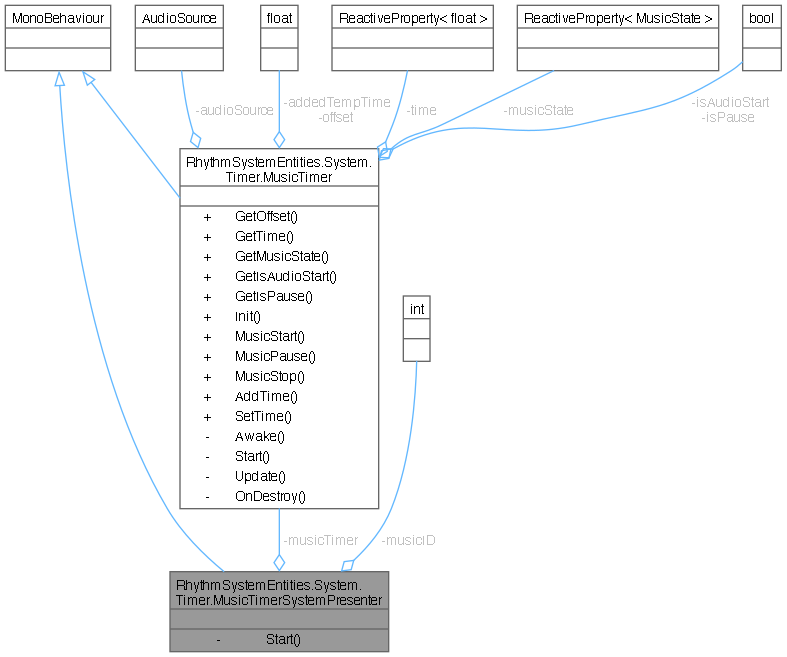 MonoBehaviour
AudioSource
float
ReactiveProperty< float >
ReactiveProperty< MusicState >
bool
-audioSource
-addedTempTime
-offset
-time
-musicState
-isAudioStart
-isPause
RhythmSystemEntities.System.
Timer.MusicTimer
+ GetOffset()
+ GetTime()
+ GetMusicState()
+ GetIsAudioStart()
+ GetIsPause()
+ Init()
+ MusicStart()
+ MusicPause()
+ MusicStop()
+ AddTime()
+ SetTime()
- Awake()
- Start()
- Update()
- OnDestroy()
int
-musicTimer
-musicID
RhythmSystemEntities.System.
Timer.MusicTimerSystemPresenter
- Start()